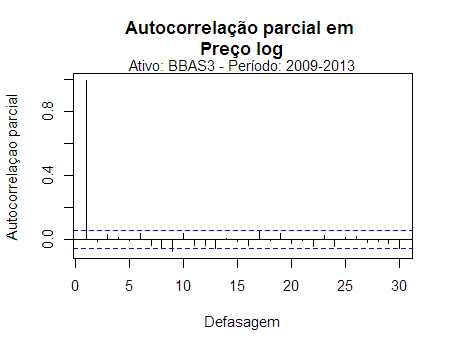 Autocorrelação parcial em
Preço log
Ativo: BBAS3 - Período: 2009-2013
Autocorrelaçao parcial
0.8
0.4
0.0
0 5 10 15 20 25 30
Defasagem